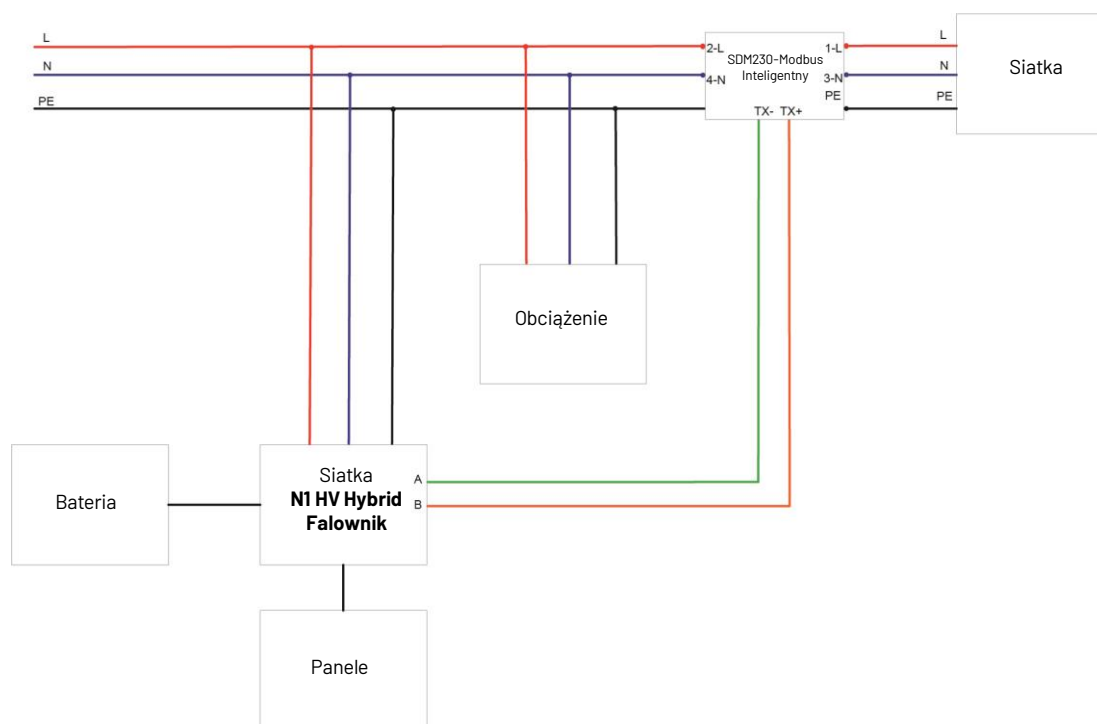 L
N
PE
2-L
4-N
SDM230-Modbus
Inteligentny
1-L
3-N
PE
TX- TX+
L
N
PE
Siatka
Obciążenie
Bateria
Siatka
N1 HV Hybrid
Falownik
A
B
Panele